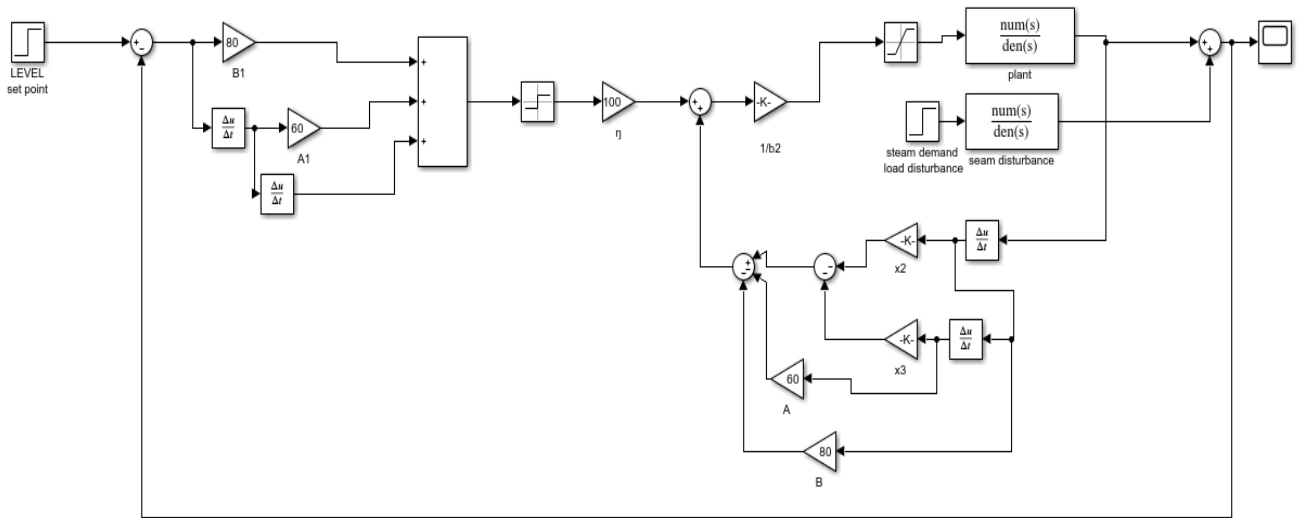 LEVEL
set point
80
B1
Δu
Δt
60
A1
Δu
Δt
100
η
-K-
1/b2
num(s)
den(s)
plant
num(s)
den(s)
steam demand
load disturbance
seam disturbance
-K-
x2
Δu
Δt
-K-
x3
Δu
Δt
60
A
80
B